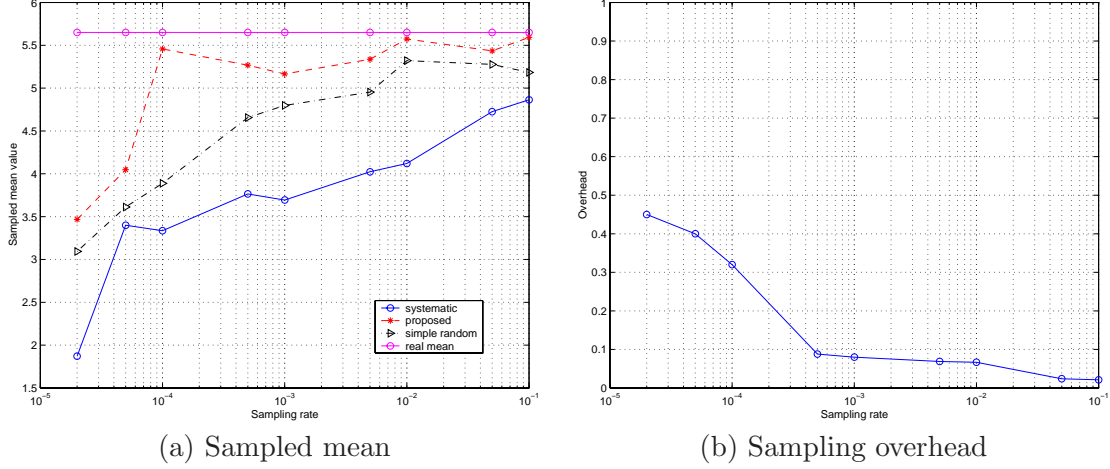 6
5.5
5
4.5
4
3.5
3
2.5
2
1.5
Sampled mean value
10⁻⁵ 10⁻⁴ 10⁻³ 10⁻² 10⁻¹
Sampling rate
systematic
proposed
simple random
real mean
(a) Sampled mean
1
0.9
0.8
0.7
0.6
0.5
0.4
0.3
0.2
0.1
0
Overhead
10⁻⁵ 10⁻⁴ 10⁻³ 10⁻² 10⁻¹
Sampling rate
(b) Sampling overhead